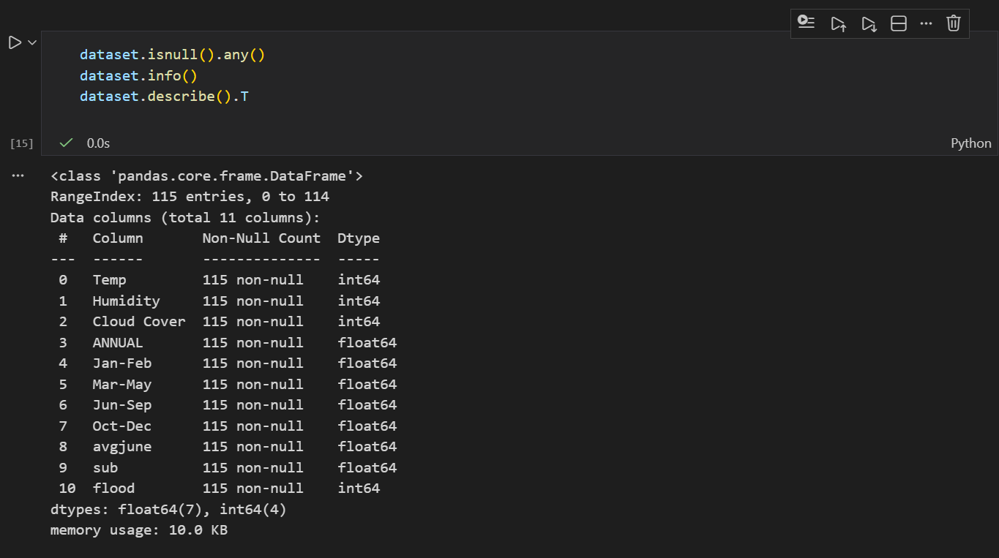 dataset.isnull().any()
dataset.info()
dataset.describe().T
[15]
0.0s
Python
<class 'pandas.core.frame.DataFrame'>
RangeIndex: 115 entries, 0 to 114
Data columns (total 11 columns):
 #   Column       Non-Null Count  Dtype
---  ------       --------------  -----
 0   Temp         115 non-null    int64
 1   Humidity     115 non-null    int64
 2   Cloud Cover  115 non-null    int64
 3   ANNUAL       115 non-null    float64
 4   Jan-Feb      115 non-null    float64
 5   Mar-May      115 non-null    float64
 6   Jun-Sep      115 non-null    float64
 7   Oct-Dec      115 non-null    float64
 8   avgjune      115 non-null    float64
 9   sub          115 non-null    float64
 10  flood        115 non-null    int64
dtypes: float64(7), int64(4)
memory usage: 10.0 KB